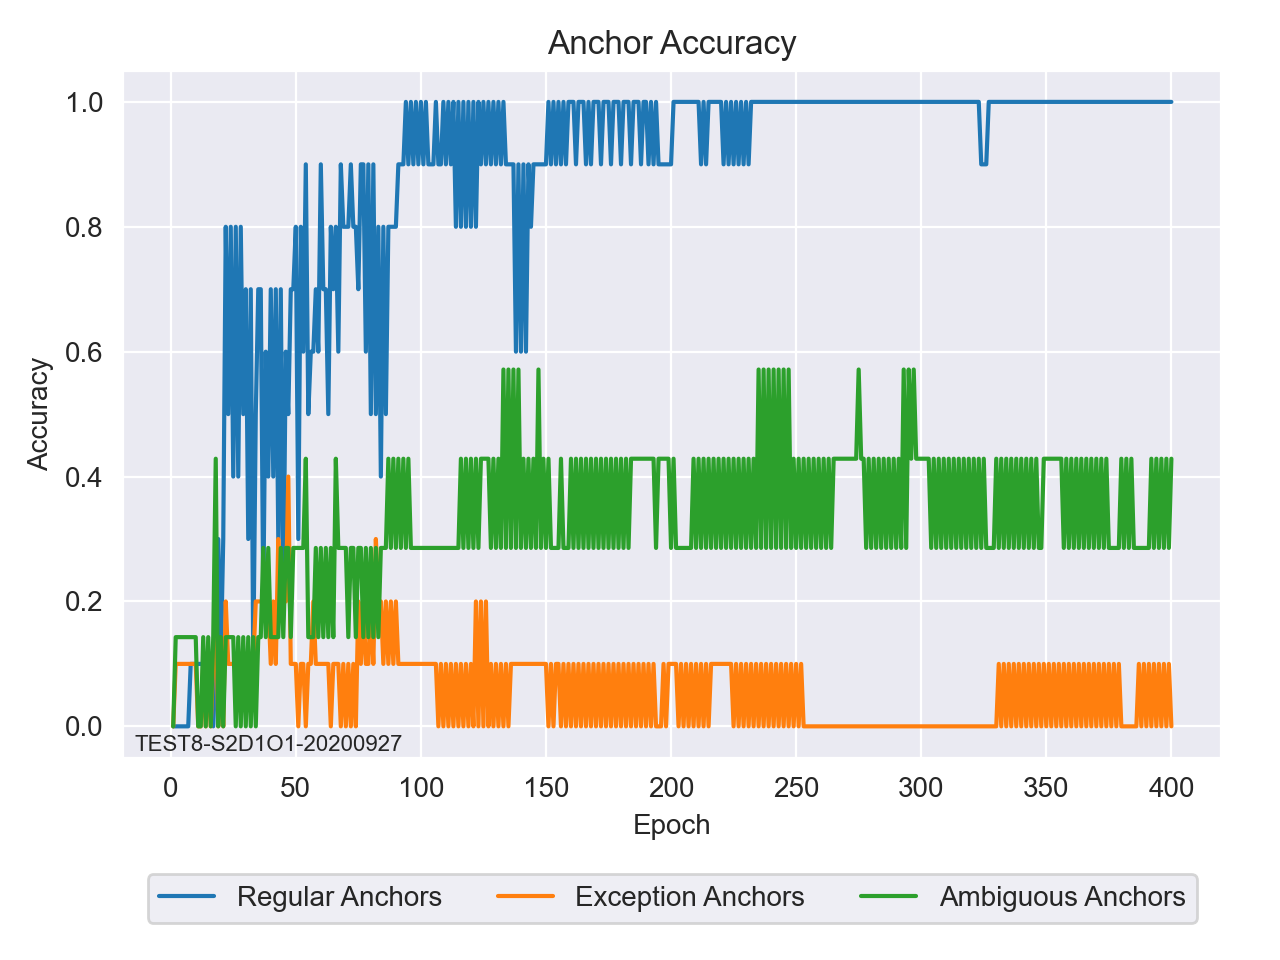 Anchor Accuracy
Accuracy
1.0
0.8
0.6
0.4
0.2
0.0
TEST8-S2D1O1-20200927
0 50 100 150 200 250 300 350 400
Epoch
Regular Anchors Exception Anchors Ambiguous Anchors